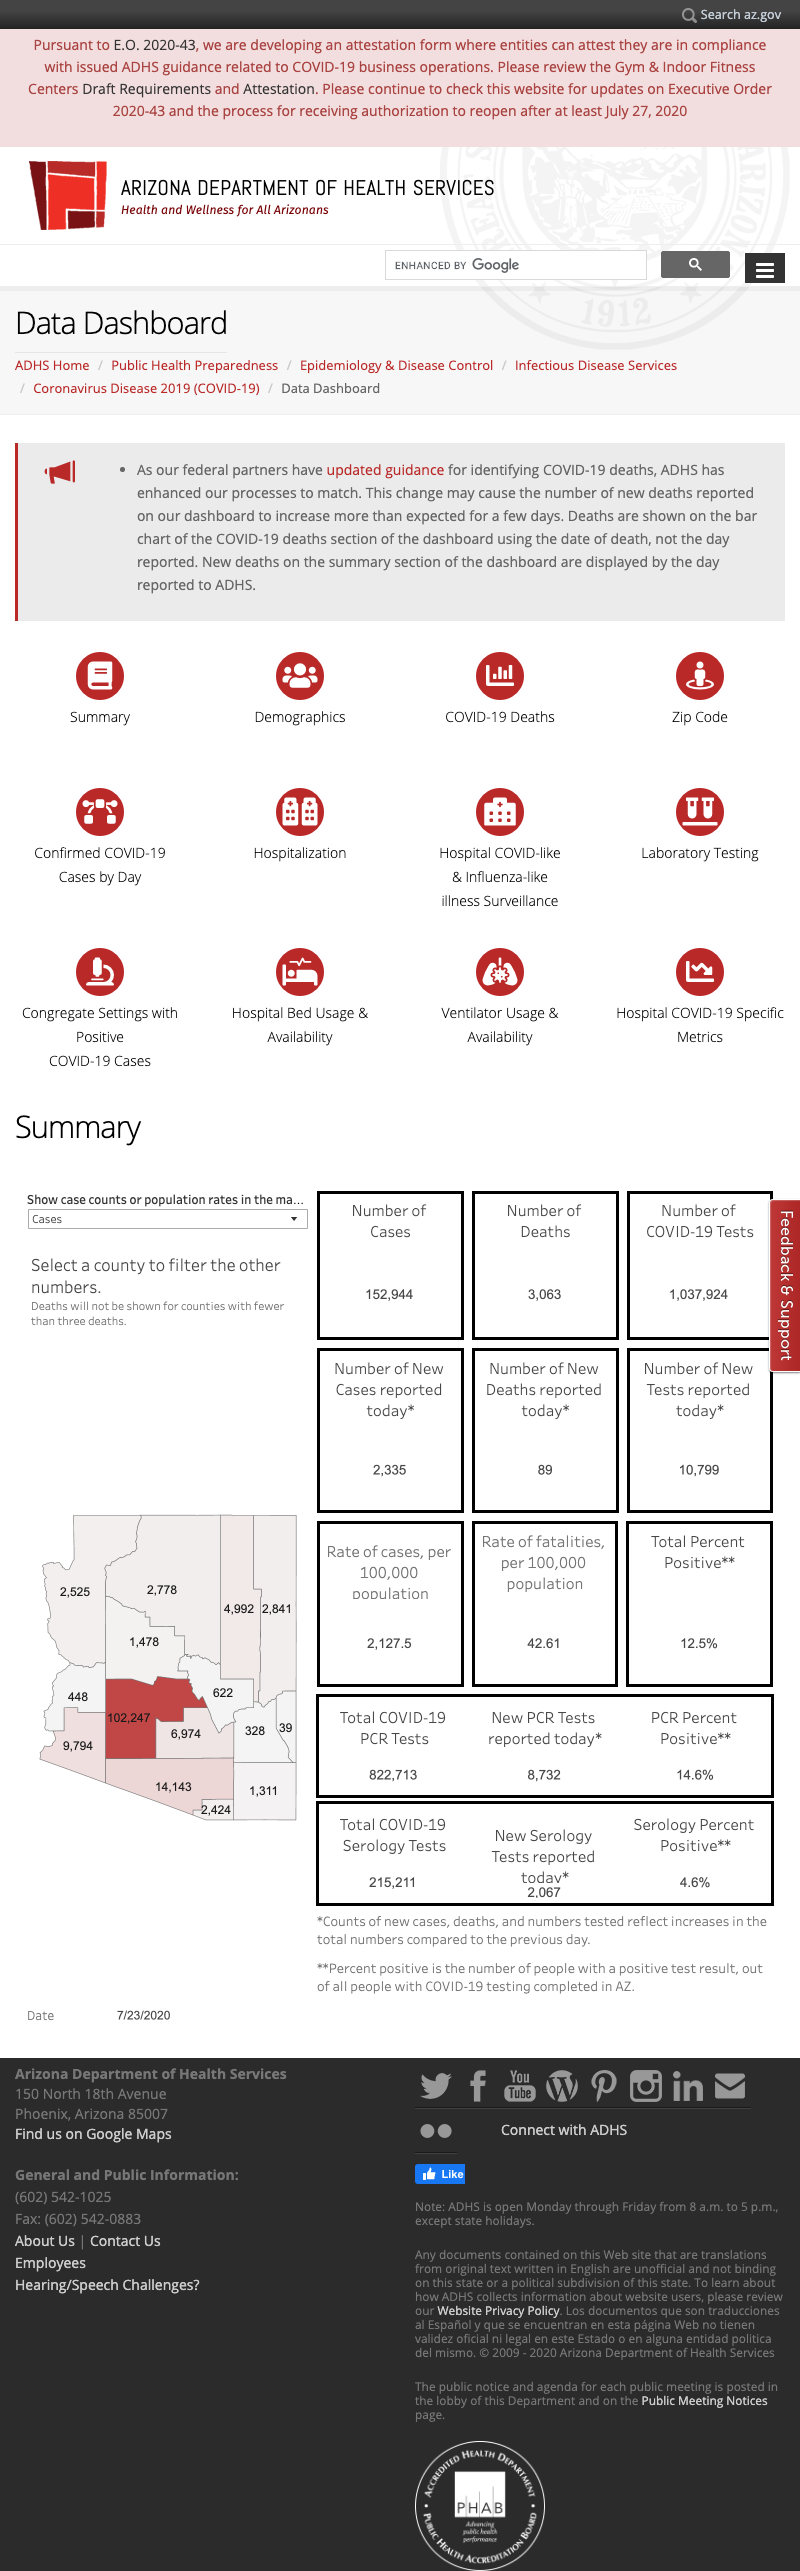 Search az.gov
Pursuant to E.O. 2020-43, we are developing an attestation form where entities can attest they are in compliance
with issued ADHS guidance related to COVID-19 business operations. Please review the Gym & Indoor Fitness
Centers Draft Requirements and Attestation. Please continue to check this website for updates on Executive Order
2020-43 and the process for receiving authorization to reopen after at least July 27, 2020
ARIZONA DEPARTMENT OF HEALTH SERVICES
Health and Wellness for All Arizonans
ENHANCED BY Google
1912
Data Dashboard
ADHS Home / Public Health Preparedness / Epidemiology & Disease Control / Infectious Disease Services
/ Coronavirus Disease 2019 (COVID-19) / Data Dashboard
• As our federal partners have updated guidance for identifying COVID-19 deaths, ADHS has
enhanced our processes to match. This change may cause the number of new deaths reported
on our dashboard to increase more than expected for a few days. Deaths are shown on the bar
chart of the COVID-19 deaths section of the dashboard using the date of death, not the day
reported. New deaths on the summary section of the dashboard are displayed by the day
reported to ADHS.
Summary
Demographics
COVID-19 Deaths
Zip Code
Confirmed COVID-19
Cases by Day
Hospitalization
Hospital COVID-like
& Influenza-like
illness Surveillance
Laboratory Testing
Congregate Settings with
Positive
COVID-19 Cases
Hospital Bed Usage &
Availability
Ventilator Usage &
Availability
Hospital COVID-19 Specific
Metrics
Summary
Show case counts or population rates in the ma...
Cases
Select a county to filter the other
numbers.
Deaths will not be shown for counties with fewer
than three deaths.
Number of
Cases
152,944
Number of
Deaths
3,063
Number of
COVID-19 Tests
1,037,924
Feedback & Support
Number of New
Cases reported
today*
2,335
Number of New
Deaths reported
today*
89
Number of New
Tests reported
today*
10,799
Rate of cases, per
100,000
population
2,127.5
Rate of fatalities,
per 100,000
population
42.61
Total Percent
Positive**
12.5%
2,525
2,778
4,992
2,841
1,478
448
622
102,247
9,794
6,974
328
39
14,143
2,424
1,311
Total COVID-19
PCR Tests
822,713
New PCR Tests
reported today*
8,732
PCR Percent
Positive**
14.6%
Total COVID-19
Serology Tests
215,211
New Serology
Tests reported
today*
2,067
Serology Percent
Positive**
4.6%
*Counts of new cases, deaths, and numbers tested reflect increases in the
total numbers compared to the previous day.
**Percent positive is the number of people with a positive test result, out
of all people with COVID-19 testing completed in AZ.
Date 7/23/2020
Arizona Department of Health Services
150 North 18th Avenue
Phoenix, Arizona 85007
Find us on Google Maps
General and Public Information:
(602) 542-1025
Fax: (602) 542-0883
About Us | Contact Us
Employees
Hearing/Speech Challenges?
You
Tube
Connect with ADHS
Like
Note: ADHS is open Monday through Friday from 8 a.m. to 5 p.m.,
except state holidays.
Any documents contained on this Web site that are translations
from original text written in English are unofficial and not binding
on this state or a political subdivision of this state. To learn about
how ADHS collects information about website users, please review
our Website Privacy Policy. Los documentos que son traducciones
al Español y que se encuentran en esta página Web no tienen
validez oficial ni legal en este Estado o en alguna entidad politica
del mismo. © 2009 - 2020 Arizona Department of Health Services
The public notice and agenda for each public meeting is posted in
the lobby of this Department and on the Public Meeting Notices
page.
ACCREDITED HEALTH DEPARTMENT
PHAB
Advancing
public health
performance
PUBLIC HEALTH ACCREDITATION BOARD